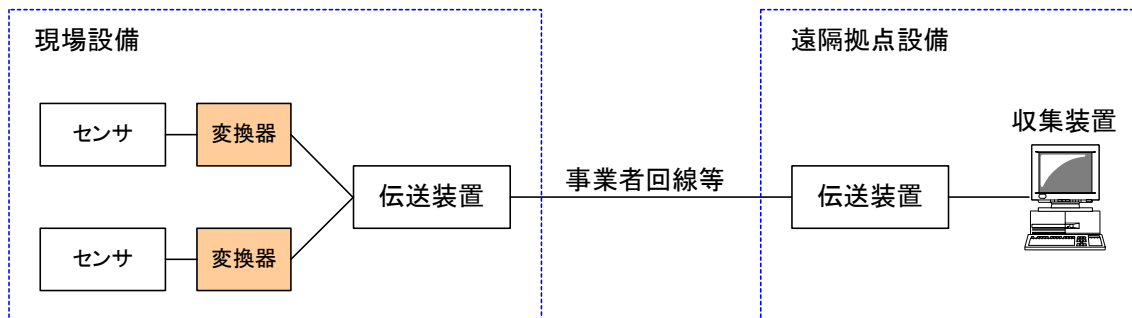 現場設備
遠隔拠点設備
センサ
変換器
収集装置
伝送装置
事業者回線等
伝送装置
センサ
変換器